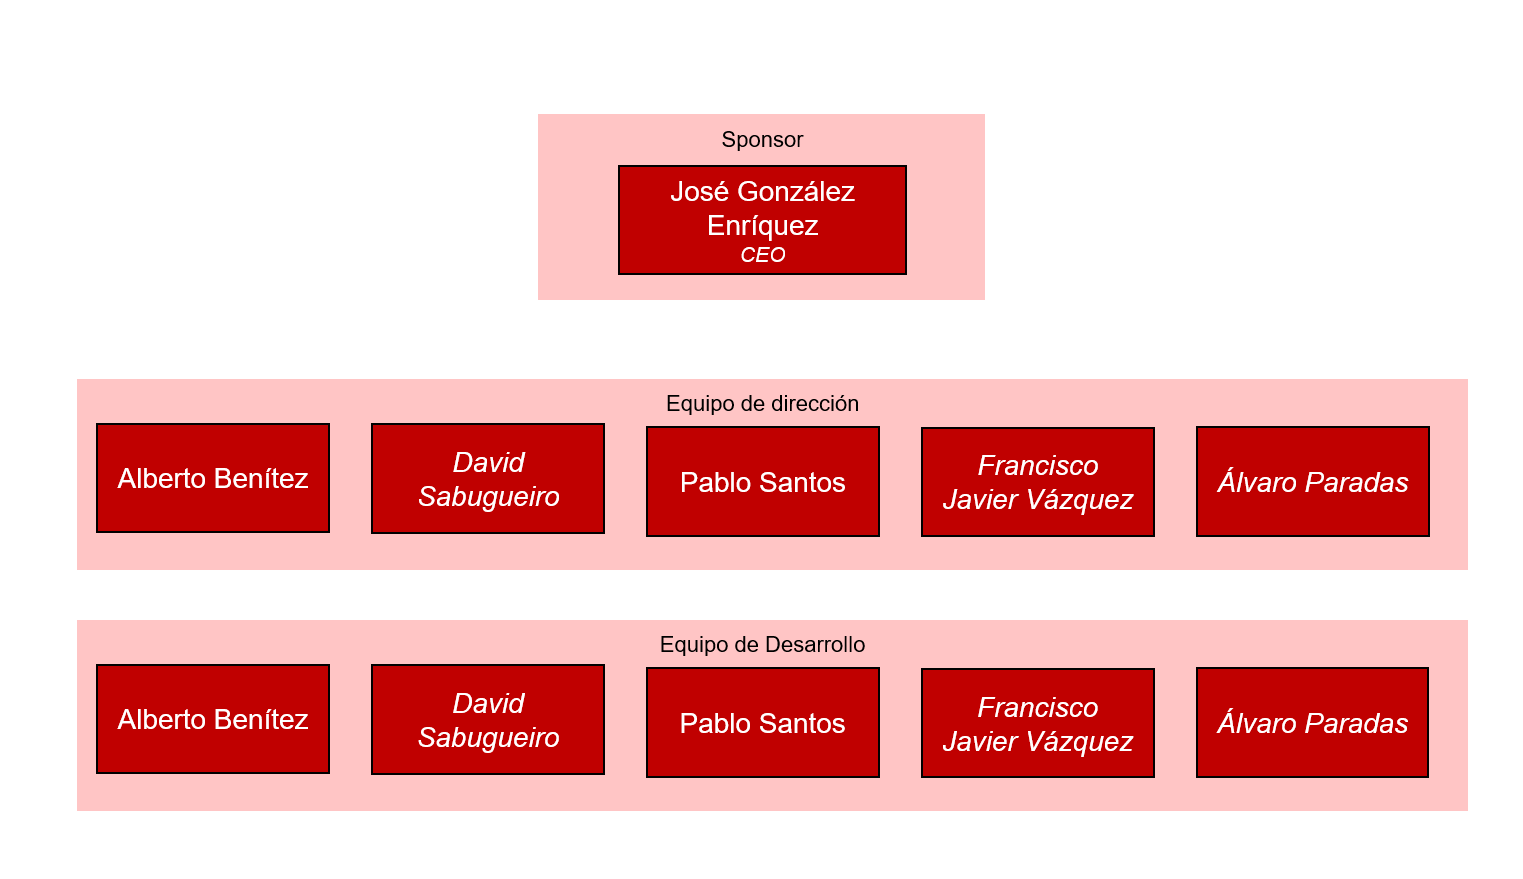 Sponsor
José González
Enríquez
CEO
Equipo de dirección
Alberto Benítez
David
Sabugueiro
Pablo Santos
Francisco
Javier Vázquez
Álvaro Paradas
Equipo de Desarrollo
Alberto Benítez
David
Sabugueiro
Pablo Santos
Francisco
Javier Vázquez
Álvaro Paradas